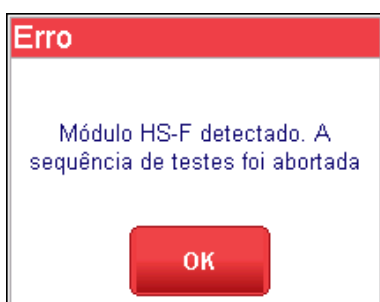 Erro
Módulo HS-F detectado. A
sequência de testes foi abortada
OK